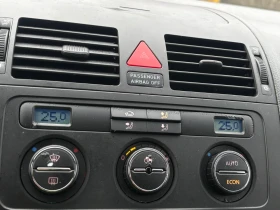 PASSENGER
AIRBAG OFF
25.0
25.0
AUTO
ECON